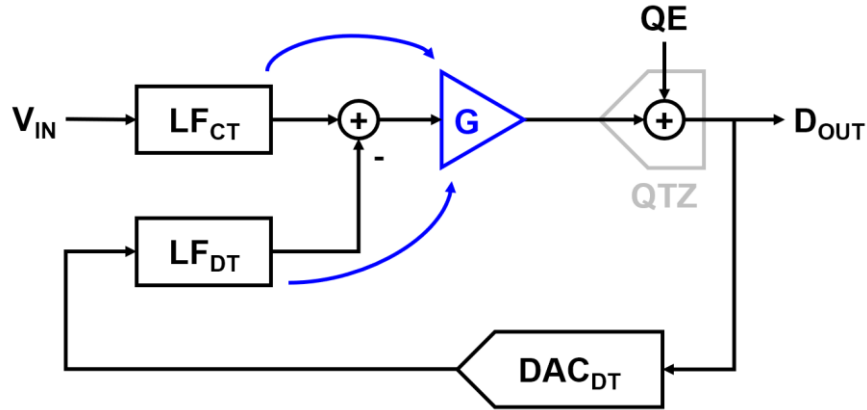 QE
V_IN
LF_CT
+
G
+
D_OUT
-
QTZ
LF_DT
DAC_DT